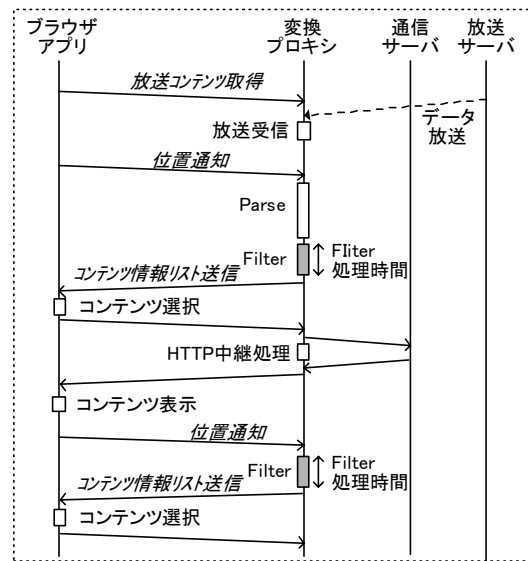 ブラウザ
アプリ
変換
プロキシ
通信
サーバ
放送
サーバ
放送コンテンツ取得
データ
放送
放送受信
位置通知
Parse
Filter
FIiter
処理時間
コンテンツ情報リスト送信
コンテンツ選択
HTTP中継処理
コンテンツ表示
位置通知
Filter
Filter
処理時間
コンテンツ情報リスト送信
コンテンツ選択